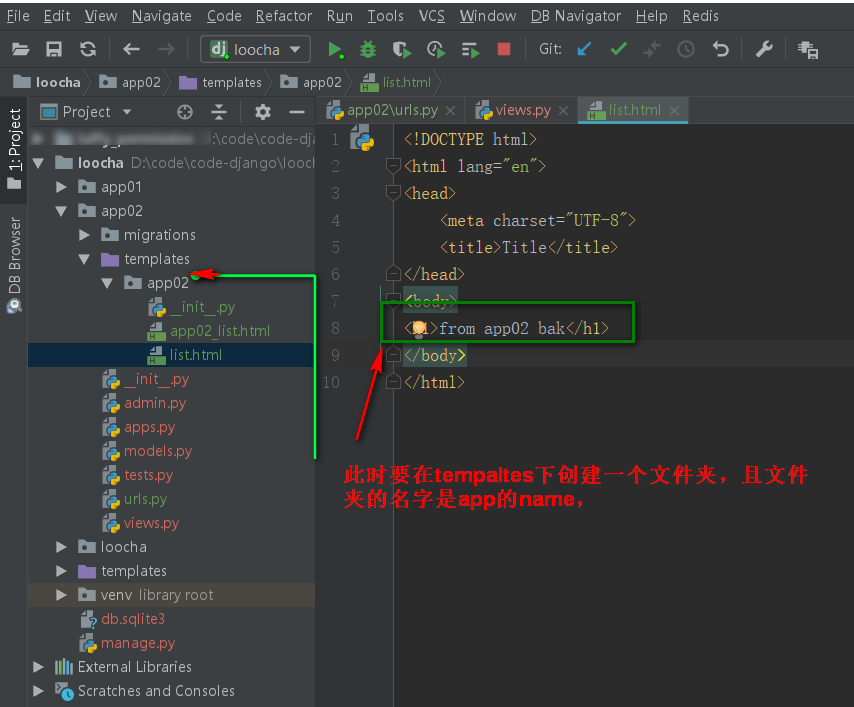 File Edit View Navigate Code Refactor Run Tools VCS Window DB Navigator Help Redis
dj loocha Git:
loocha app02 templates app02 list.html
1: Project
DB Browser
Project
:\code\code-dja
loocha D:\code\code-django\looch
app01
app02
migrations
templates
app02
__init__.py
app02_list.html
list.html
__init__.py
admin.py
apps.py
models.py
tests.py
urls.py
views.py
loocha
templates
venv library root
db.sqlite3
manage.py
External Libraries
Scratches and Consoles
app02\urls.py views.py list.html
1 <!DOCTYPE html>
2 <html lang="en">
3 <head>
4 <meta charset="UTF-8">
5 <title>Title</title>
6 </head>
7 <body>
8 <h1>from app02 bak</h1>
9 </body>
10 </html>
此时要在tempaltes下创建一个文件夹，且文件
夹的名字是app的name，